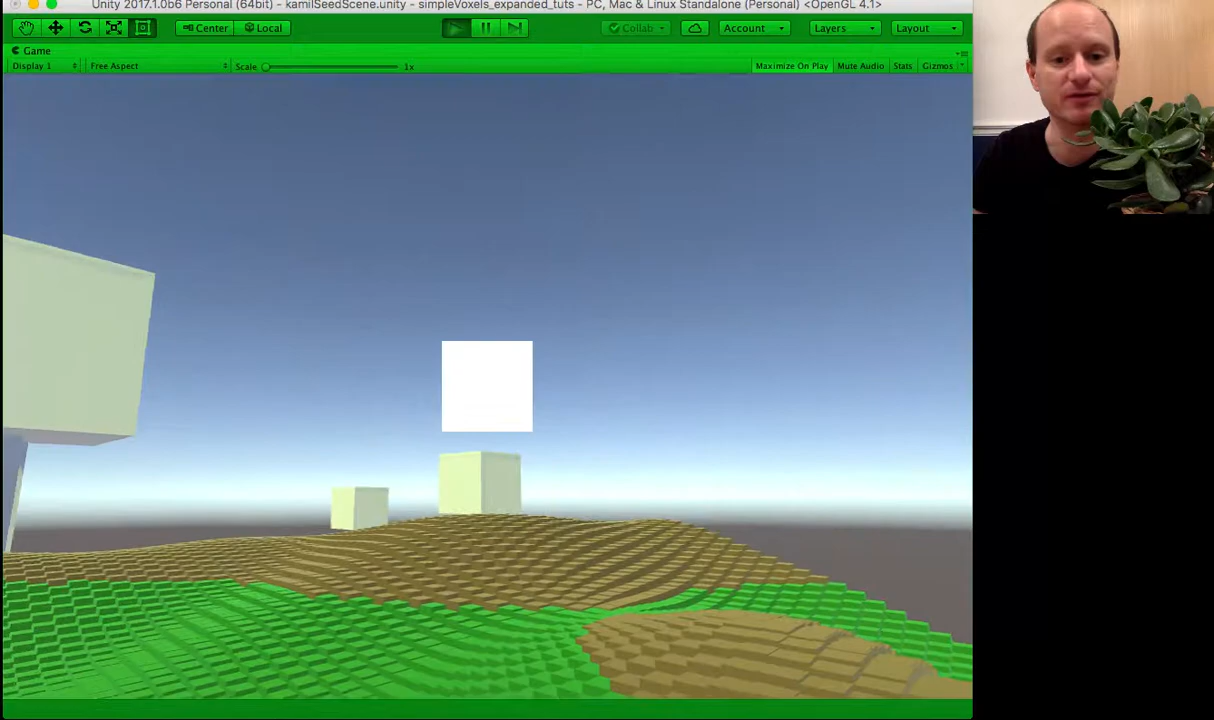 Unity 2017.1.0b6 Personal (64bit) - kamilSeedScene.unity - simpleVoxels_expanded_tuts - PC, Mac & Linux Standalone (Personal) <OpenGL 4.1>
Center Local Collab Account Layers Layout
Game
Display 1 Free Aspect Scale 1x Maximize On Play Mute Audio Stats Gizmos